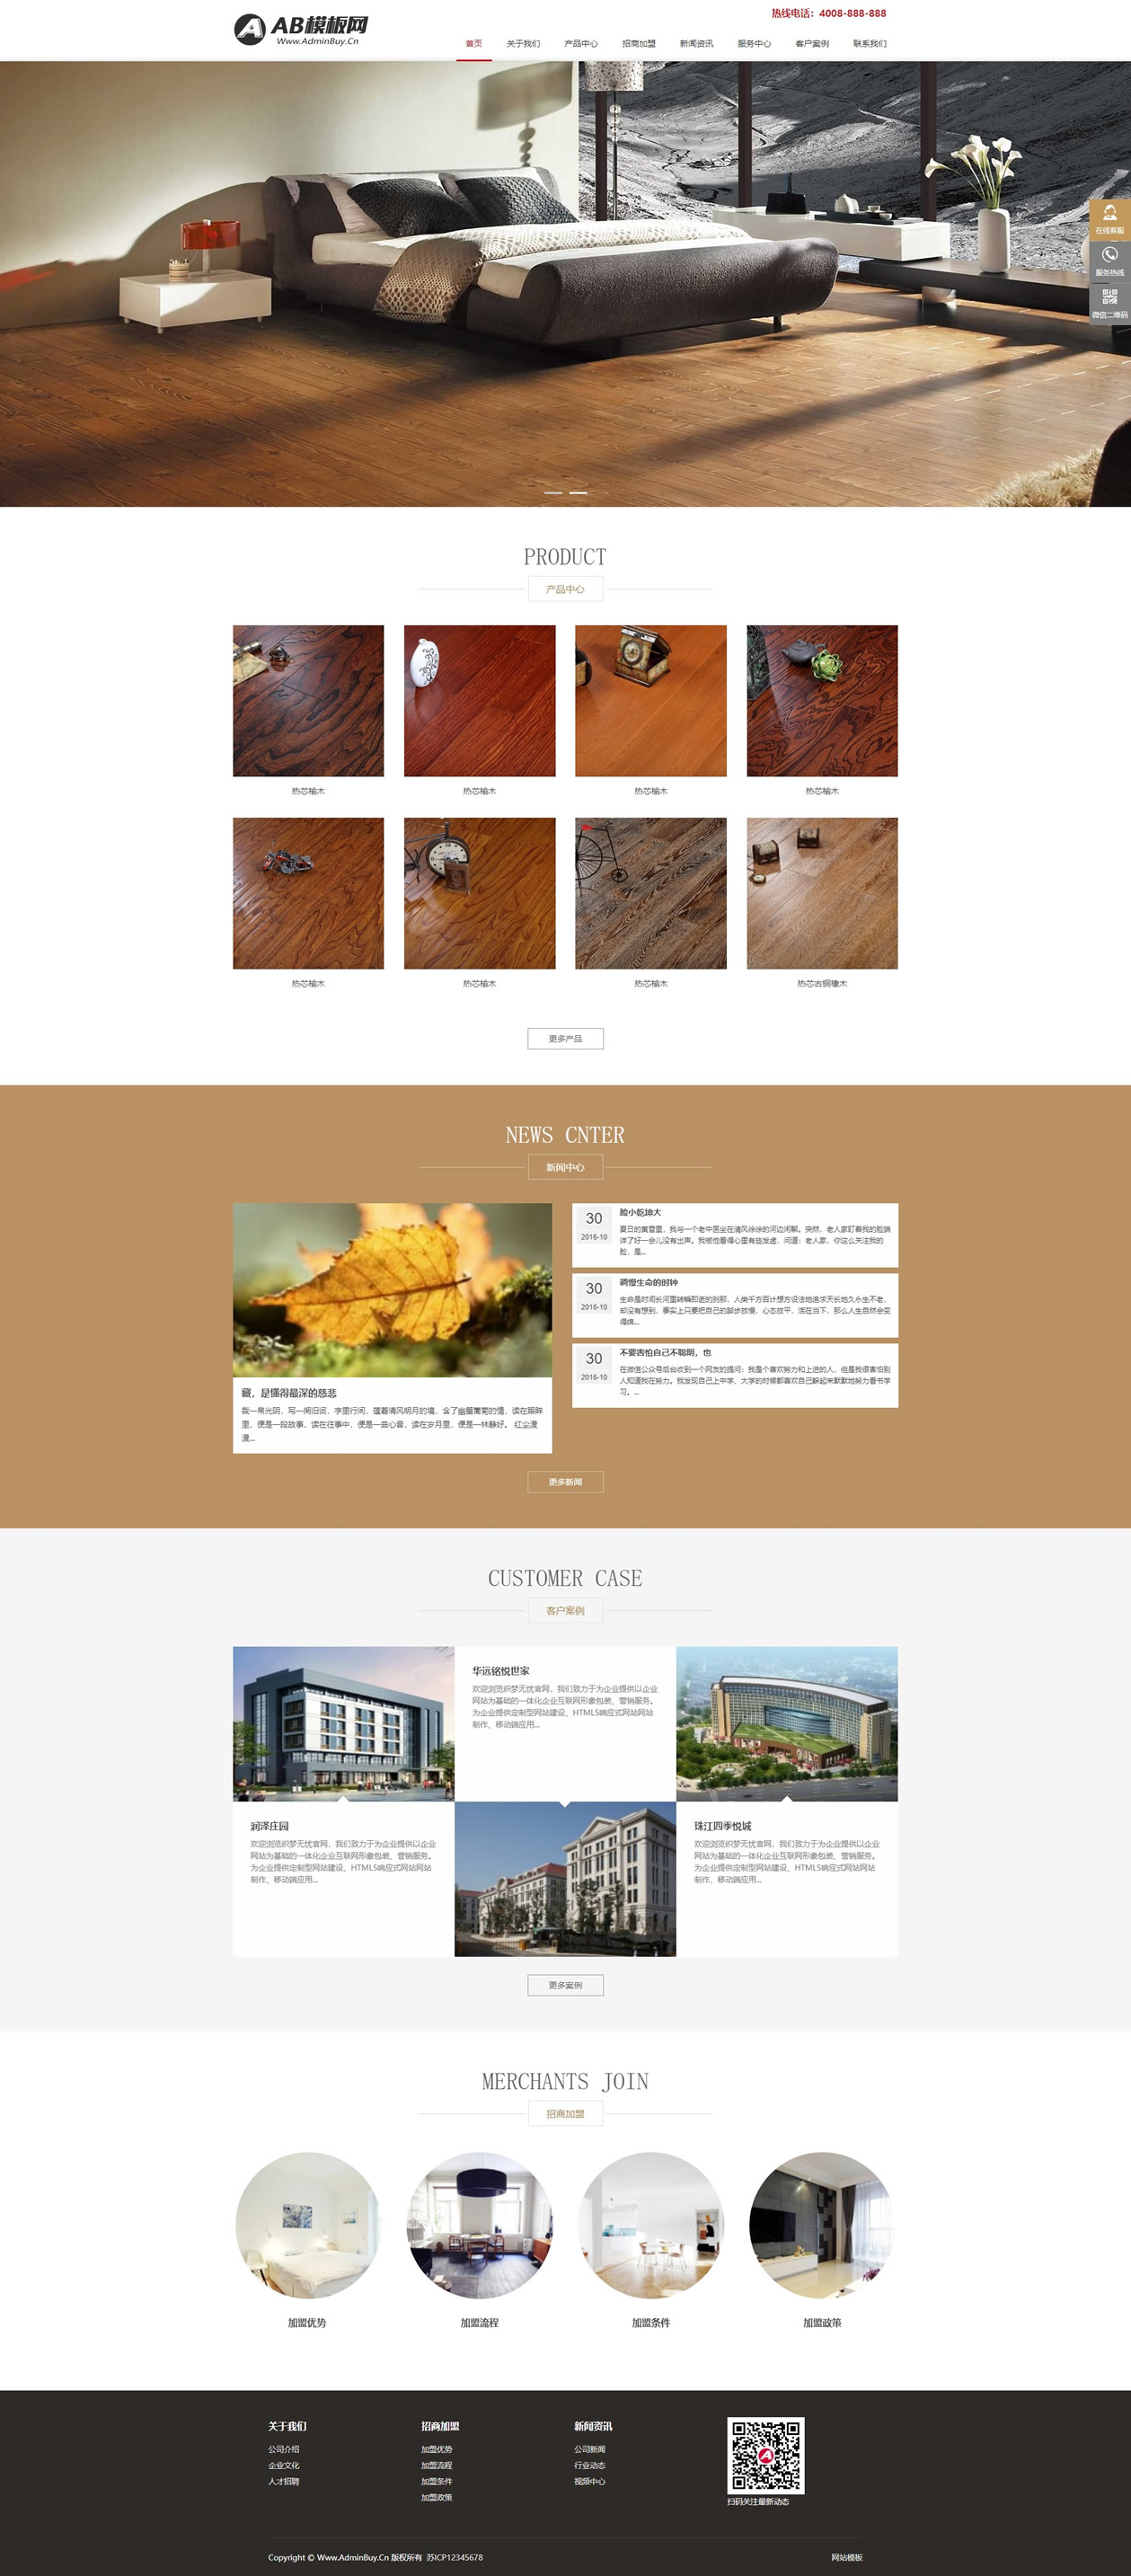 热线电话：4008-888-888
AB模板网
Www.AdminBuy.Cn
首页 关于我们 产品中心 招商加盟 新闻资讯 服务中心 客户案例 联系我们
在线客服
服务热线
微信二维码
PRODUCT
产品中心
热芯榆木 热芯榆木 热芯榆木 热芯榆木
热芯榆木 热芯榆木 热芯榆木 热芯古铜橡木
更多产品
NEWS CNTER
新闻中心
藏，是懂得最深的慈悲
裁一帛光阴，写一阕旧词，字里行间，蕴着清风明月的境，含了幽篁篱菊的情，读在眼眸
里，便是一段故事，读在往事中，便是一曲心音，读在岁月里，便是一林静好。 红尘漫
漫...
30
2016-10
脸小乾坤大
夏日的黄昏里，我与一个老中医坐在清风徐徐的河边闲聊。突然，老人家盯着我的脸端
详了好一会儿没有出声。我被他看得心里有些发虚，问道：老人家，你这么关注我的
脸，是...
30
2016-10
调慢生命的时钟
生命是时间长河里转瞬即逝的刹那，人类千方百计想方设法地追求天长地久永生不老，
却没有想到，事实上只要把自己的脚步放慢，心态放平，活在当下，那么人生自然会变
得绵...
30
2016-10
不要害怕自己不聪明，也
在微信公众号后台收到一个网友的提问：我是个喜欢努力和上进的人，但是我很害怕别
人知道我在努力。我发现自己上中学、大学的时候都喜欢自己躲起来默默地努力看书学
习。...
更多新闻
CUSTOMER CASE
客户案例
华远铭悦世家
欢迎浏览织梦无忧官网，我们致力于为企业提供以企业
网站为基础的一体化企业互联网形象包装、营销服务。
为企业提供定制型网站建设、HTML5响应式网站网站
制作、移动端应用...
润泽庄园
欢迎浏览织梦无忧官网，我们致力于为企业提供以企业
网站为基础的一体化企业互联网形象包装、营销服务。
为企业提供定制型网站建设、HTML5响应式网站网站
制作、移动端应用...
珠江四季悦城
欢迎浏览织梦无忧官网，我们致力于为企业提供以企业
网站为基础的一体化企业互联网形象包装、营销服务。
为企业提供定制型网站建设、HTML5响应式网站网站
制作、移动端应用...
更多案例
MERCHANTS JOIN
招商加盟
加盟优势 加盟流程 加盟条件 加盟政策
关于我们
公司介绍
企业文化
人才招聘
招商加盟
加盟优势
加盟流程
加盟条件
加盟政策
新闻资讯
公司新闻
行业动态
视频中心
扫码关注最新动态
Copyright © Www.AdminBuy.Cn 版权所有 苏ICP12345678
网站模板